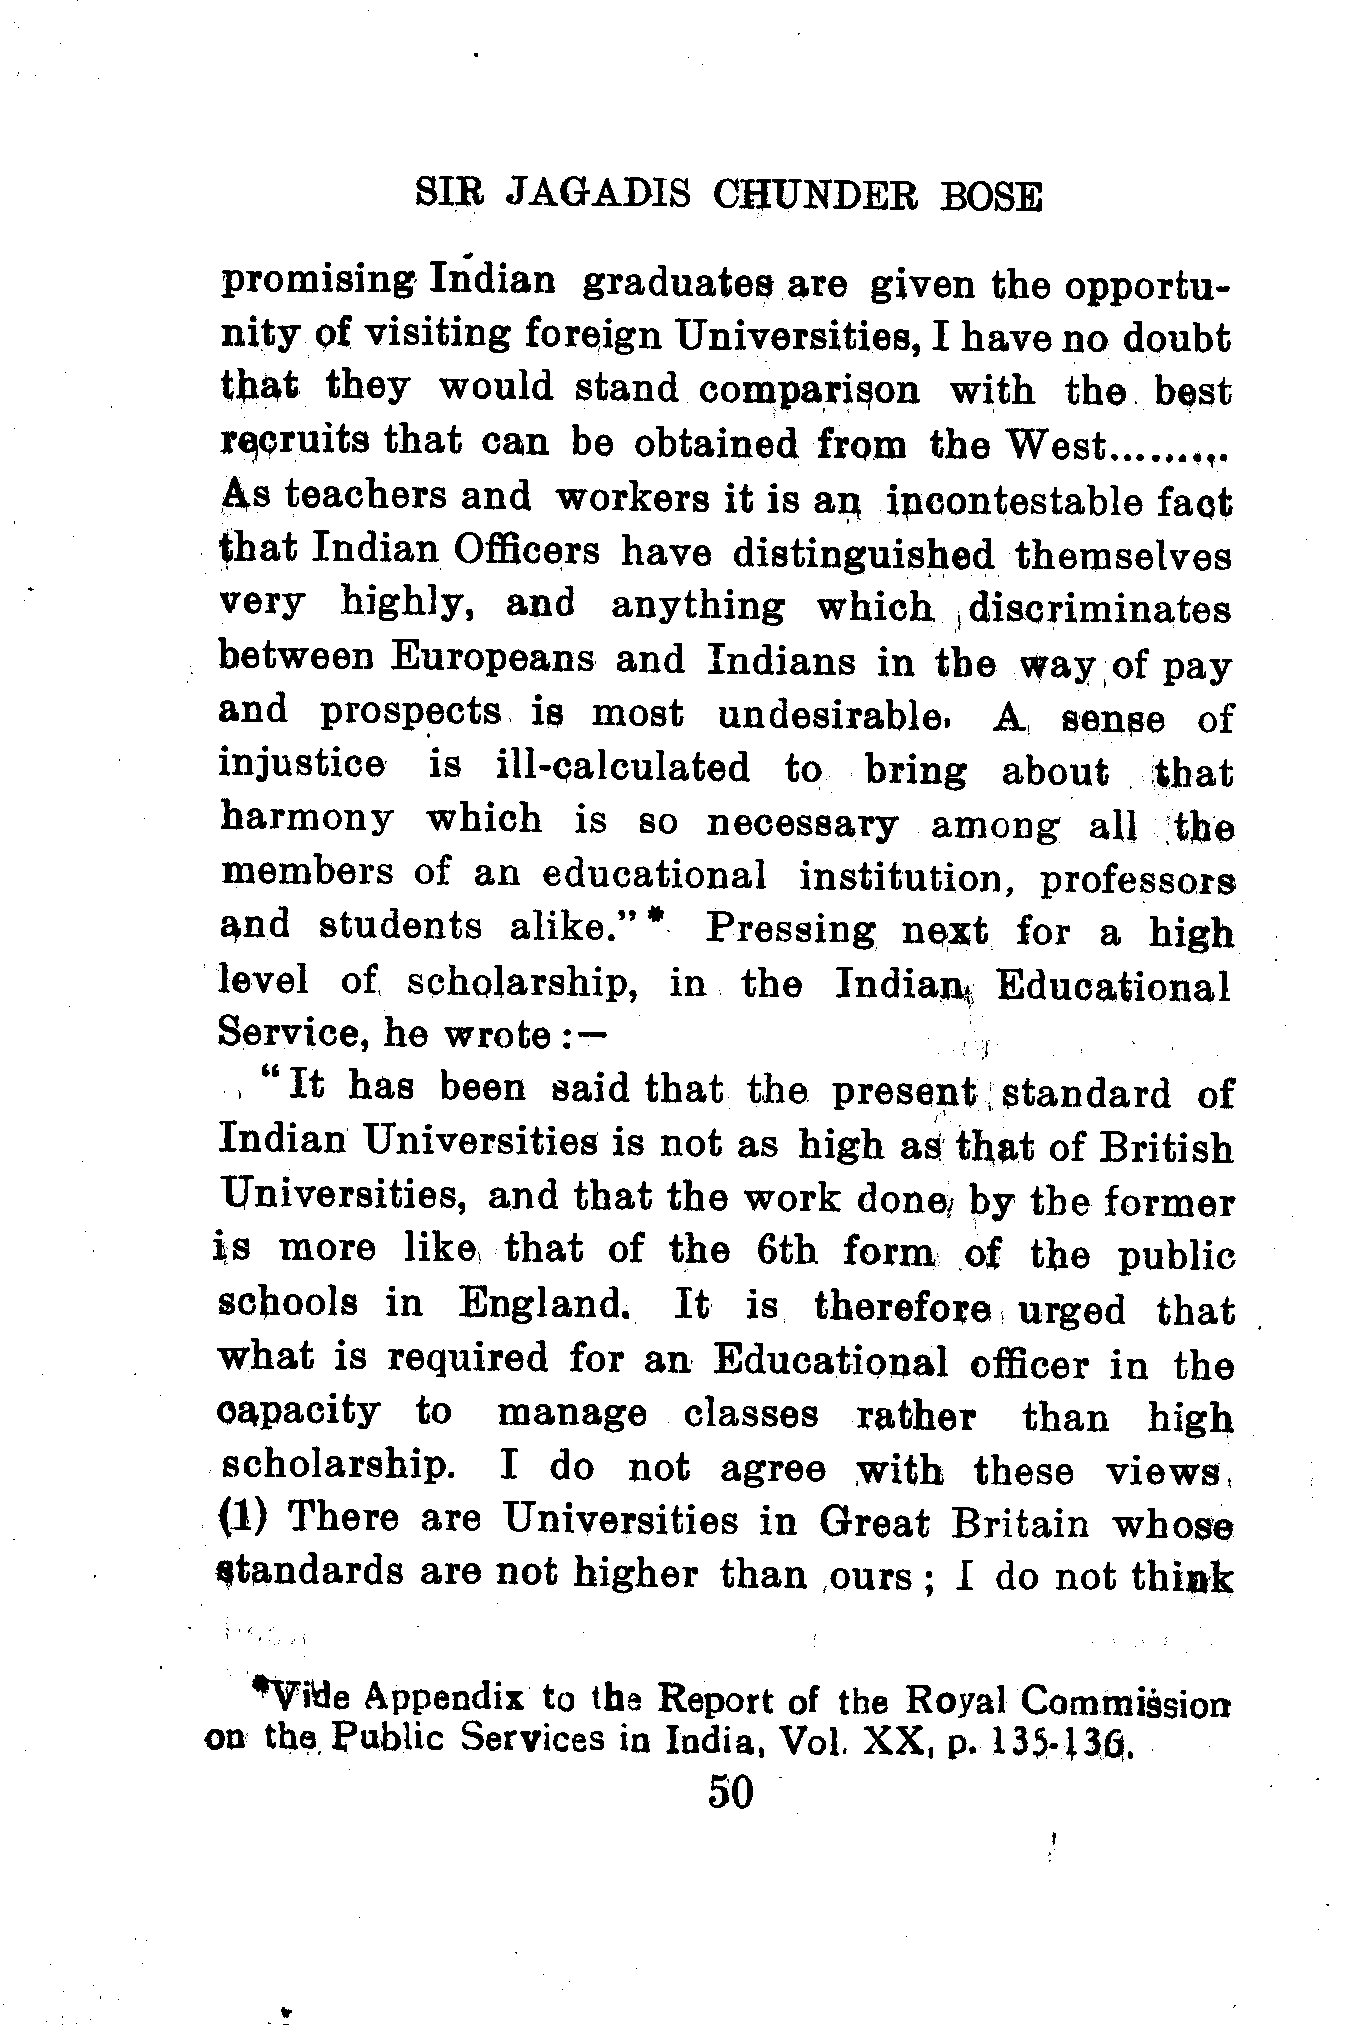 SIR JAGADIS CHUNDER BOSE
promising Indian graduates are given the opportu-
nity of visiting foreign Universities, I have no doubt
that they would stand comparison with the best
recruits that can be obtained from the West.........
As teachers and workers it is an incontestable fact
that Indian Officers have distinguished themselves
very highly, and anything which discriminates
between Europeans and Indians in the way of pay
and prospects is most undesirable. A sense of
injustice is ill-calculated to bring about that
harmony which is so necessary among all the
members of an educational institution, professors
and students alike."* Pressing next for a high
level of scholarship, in the Indian Educational
Service, he wrote :—
"It has been said that the present standard of
Indian Universities is not as high as that of British
Universities, and that the work done by the former
is more like that of the 6th form of the public
schools in England. It is therefore urged that
what is required for an Educational officer in the
capacity to manage classes rather than high
scholarship. I do not agree with these views.
(1) There are Universities in Great Britain whose
standards are not higher than ours ; I do not think
*Vide Appendix to the Report of the Royal Commission
on the Public Services in India, Vol. XX, p. 135-136.
50